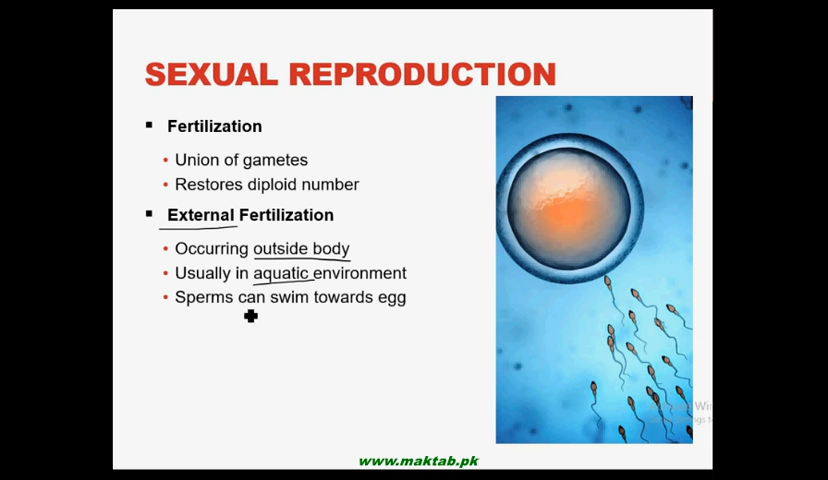 SEXUAL REPRODUCTION
Fertilization
Union of gametes
Restores diploid number
External Fertilization
Occurring outside body
Usually in aquatic environment
Sperms can swim towards egg
www.maktab.pk